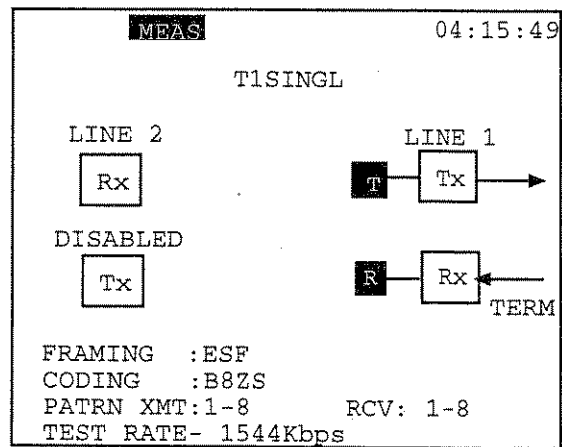 MEAS 04:15:49
T1SINGL
LINE 2 LINE 1
Rx T Tx
DISABLED
Tx R Rx
TERM
FRAMING :ESF
CODING :B8ZS
PATRN XMT:1-8 RCV: 1-8
TEST RATE- 1544Kbps